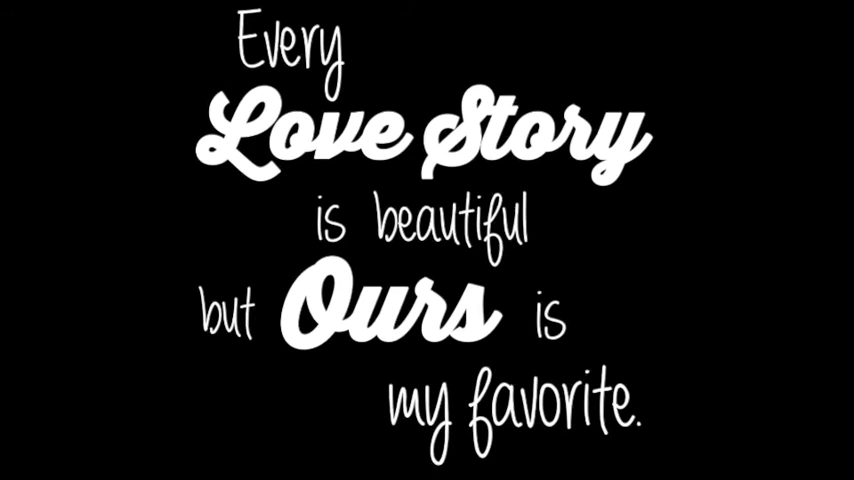 Every
Love Story
is beautiful
but Ours is
my favorite.